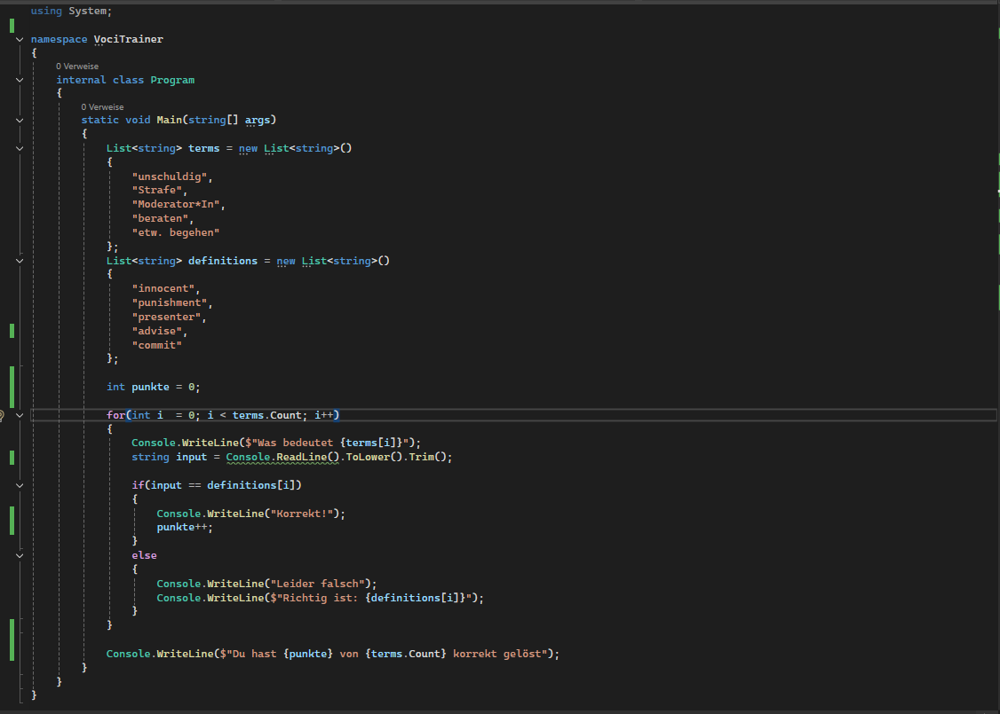 using System;
namespace VociTrainer
{
0 Verweise
internal class Program
{
0 Verweise
static void Main(string[] args)
{
List<string> terms = new List<string>()
{
"unschuldig",
"Strafe",
"Moderator*In",
"beraten",
"etw. begehen"
};
List<string> definitions = new List<string>()
{
"innocent",
"punishment",
"presenter",
"advise",
"commit"
};
int punkte = 0;
for(int i  = 0; i < terms.Count; i++)
{
Console.WriteLine($"Was bedeutet {terms[i]}");
string input = Console.ReadLine().ToLower().Trim();
if(input == definitions[i])
{
Console.WriteLine("Korrekt!");
punkte++;
}
else
{
Console.WriteLine("Leider falsch");
Console.WriteLine($"Richtig ist: {definitions[i]}");
}
}
Console.WriteLine($"Du hast {punkte} von {terms.Count} korrekt gelöst");
}
}
}